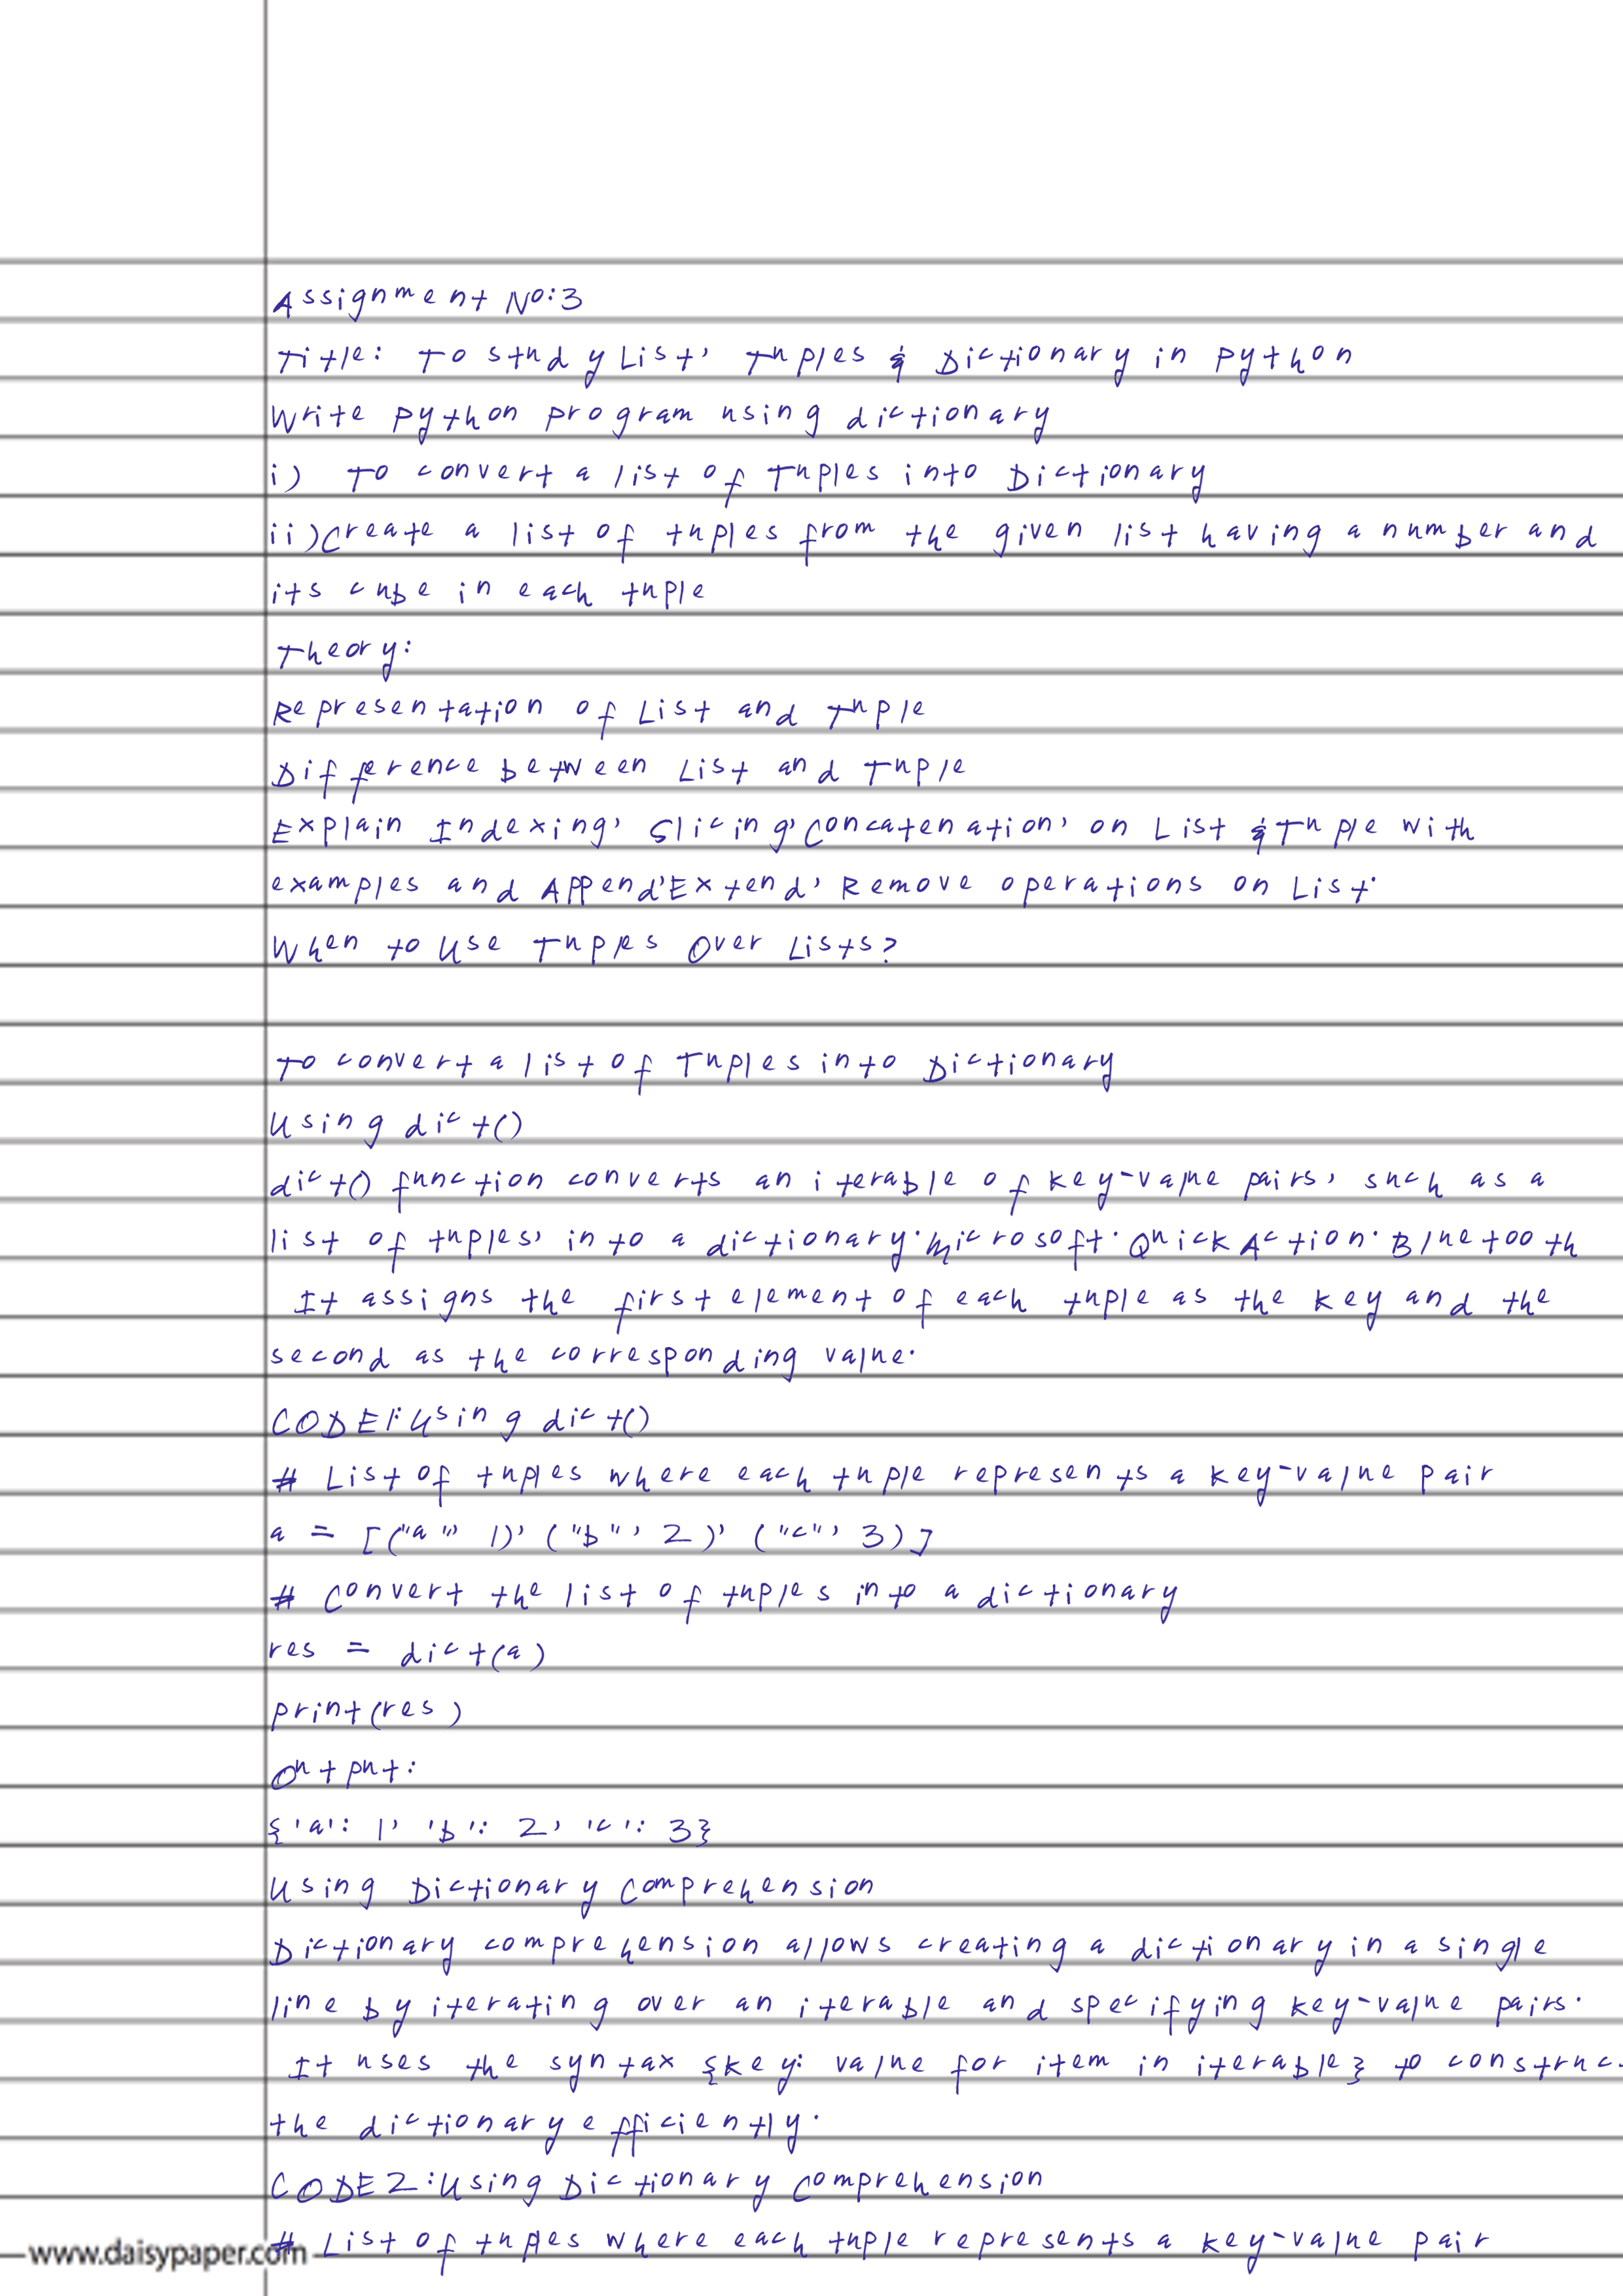 Assignment No:3
Title: To study List, Tuples & Dictionary in Python
Write python program using dictionary
i) To convert a list of Tuples into Dictionary
ii)Create a list of tuples from the given list having a number and
its cube in each tuple
Theory:
Representation of List and Tuple
Difference between List and Tuple
Explain Indexing, Slicing,Concatenation, on List &Tuple with
examples and Append,Extend, Remove operations on List.
When to Use Tuples Over Lists?
To convert a list of Tuples into Dictionary
Using dict()
dict() function converts an iterable of key-value pairs, such as a
list of tuples, into a dictionary.Microsoft.QuickAction.Bluetooth
It assigns the first element of each tuple as the key and the
second as the corresponding value.
CODE1:Using dict()
# List of tuples where each tuple represents a key-value pair
a = [("a", 1), ("b", 2), ("c", 3)]
# Convert the list of tuples into a dictionary
res = dict(a)
print(res)
Output:
{'a': 1, 'b': 2, 'c': 3}
Using Dictionary Comprehension
Dictionary comprehension allows creating a dictionary in a single
line by iterating over an iterable and specifying key-value pairs.
It uses the syntax {key: value for item in iterable} to construc
the dictionary efficiently.
CODE2:Using Dictionary Comprehension
# List of tuples where each tuple represents a key-value pair
www.daisypaper.com